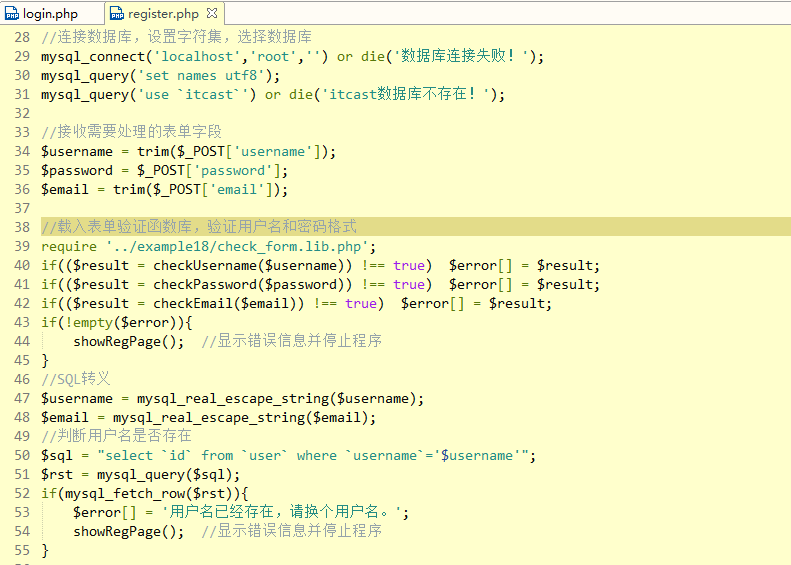 login.php register.php
28 //连接数据库，设置字符集，选择数据库
29 mysql_connect('localhost','root','') or die('数据库连接失败！');
30 mysql_query('set names utf8');
31 mysql_query('use `itcast`') or die('itcast数据库不存在！');
32
33 //接收需要处理的表单字段
34 $username = trim($_POST['username']);
35 $password = $_POST['password'];
36 $email = trim($_POST['email']);
37
38 //载入表单验证函数库，验证用户名和密码格式
39 require '../example18/check_form.lib.php';
40 if(($result = checkUsername($username)) !== true)  $error[] = $result;
41 if(($result = checkPassword($password)) !== true)  $error[] = $result;
42 if(($result = checkEmail($email)) !== true)  $error[] = $result;
43 if(!empty($error)){
44     showRegPage();  //显示错误信息并停止程序
45 }
46 //SQL转义
47 $username = mysql_real_escape_string($username);
48 $email = mysql_real_escape_string($email);
49 //判断用户名是否存在
50 $sql = "select `id` from `user` where `username`='$username'";
51 $rst = mysql_query($sql);
52 if(mysql_fetch_row($rst)){
53     $error[] = '用户名已经存在，请换个用户名。';
54     showRegPage();  //显示错误信息并停止程序
55 }